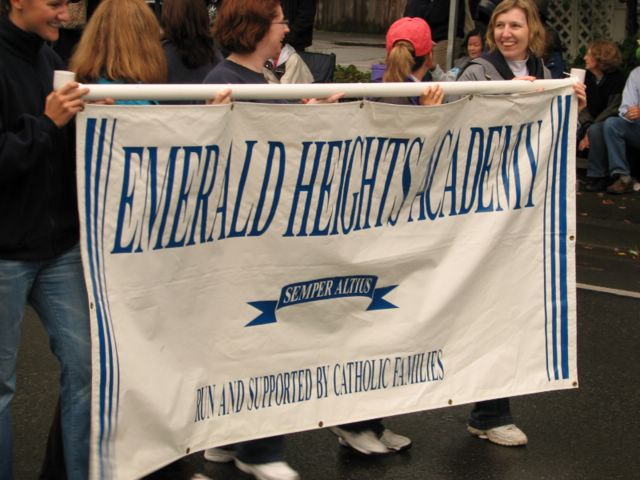 EMERALD HEIGHTS ACADEMY
SEMPER ALTIUS
RUN AND SUPPORTED BY CATHOLIC FAMILIES